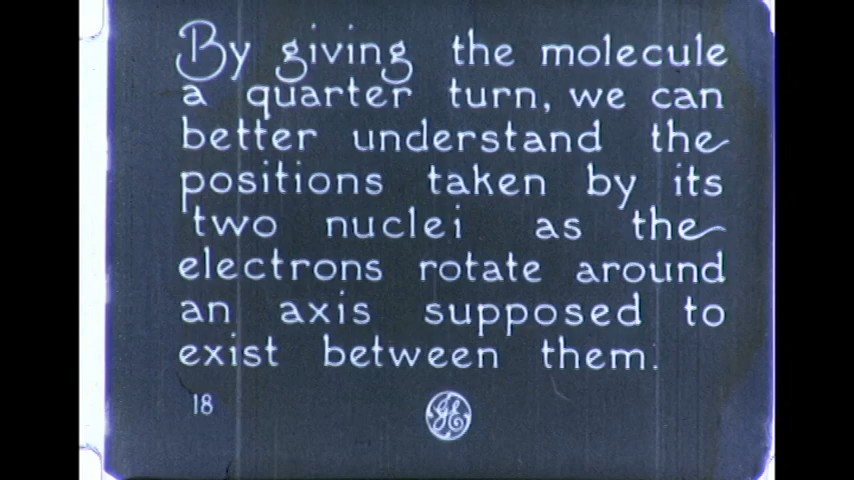 By giving the molecule
a quarter turn, we can
better understand the
positions taken by its
two nuclei as the
electrons rotate around
an axis supposed to
exist between them.
18
GE